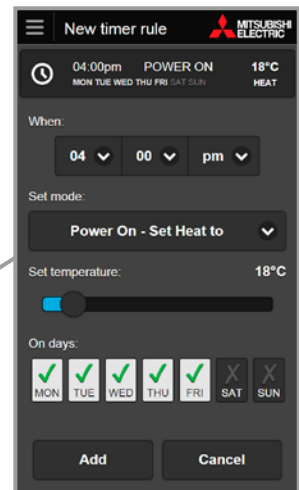 New timer rule
MITSUBISHI
ELECTRIC
04:00pm POWER ON 18°C
MON TUE WED THU FRI SAT SUN HEAT
When:
04 00 pm
Set mode:
Power On - Set Heat to
Set temperature: 18°C
On days:
MON TUE WED THU FRI SAT SUN
Add Cancel